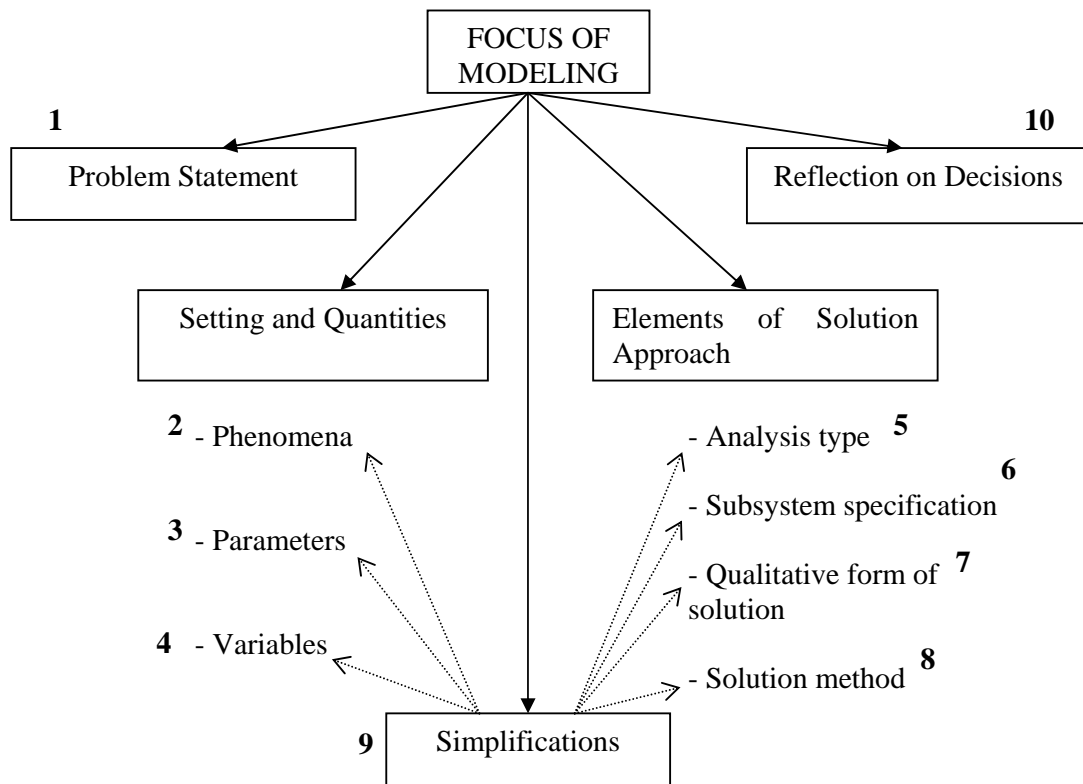 FOCUS OF
MODELING
1
10
Problem Statement
Reflection on Decisions
Setting and Quantities
Elements of Solution
Approach
2 - Phenomena
- Analysis type 5
6
- Subsystem specification
3 - Parameters
- Qualitative form of 7
solution
4 - Variables
- Solution method 8
9 Simplifications